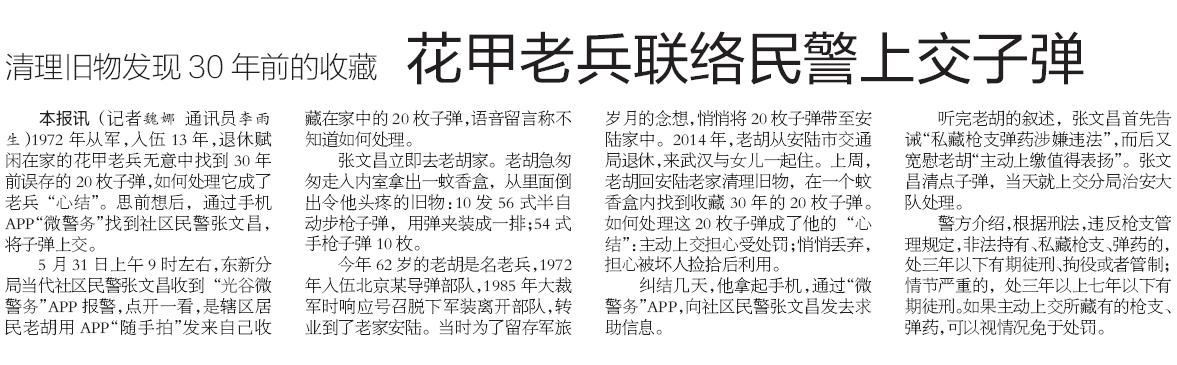 清理旧物发现 30 年前的收藏
花甲老兵联络民警上交子弹
本报讯（记者魏娜 通讯员李雨
生）1972 年从军，入伍 13 年，退休赋
闲在家的花甲老兵无意中找到 30 年
前误存的 20 枚子弹，如何处理它成了
老兵“心结”。思前想后，通过手机
APP“微警务”找到社区民警张文昌，
将子弹上交。
5 月 31 日上午 9 时左右，东新分
局当代社区民警张文昌收到“光谷微
警务”APP 报警，点开一看，是辖区居
民老胡用 APP“随手拍”发来自己收
藏在家中的 20 枚子弹，语音留言称不
知道如何处理。
张文昌立即去老胡家。老胡急匆
匆走入内室拿出一蚊香盒，从里面倒
出令他头疼的旧物：10 发 56 式半自
动步枪子弹，用弹夹装成一排；54 式
手枪子弹 10 枚。
今年 62 岁的老胡是名老兵，1972
年入伍北京某导弹部队，1985 年大裁
军时响应号召脱下军装离开部队，转
业到了老家安陆。当时为了留存军旅
岁月的念想，悄悄将 20 枚子弹带至安
陆家中。2014 年，老胡从安陆市交通
局退休，来武汉与女儿一起住。上周，
老胡回安陆老家清理旧物，在一个蚊
香盒内找到收藏 30 年的 20 枚子弹。
如何处理这 20 枚子弹成了他的“心
结”：主动上交担心受处罚；悄悄丢弃，
担心被坏人捡拾后利用。
纠结几天，他拿起手机，通过“微
警务”APP，向社区民警张文昌发去求
助信息。
听完老胡的叙述，张文昌首先告
诫“私藏枪支弹药涉嫌违法”，而后又
宽慰老胡“主动上缴值得表扬”。张文
昌清点子弹，当天就上交分局治安大
队处理。
警方介绍，根据刑法，违反枪支管
理规定，非法持有、私藏枪支、弹药的，
处三年以下有期徒刑、拘役或者管制；
情节严重的，处三年以上七年以下有
期徒刑。如果主动上交所藏有的枪支、
弹药，可以视情况免于处罚。